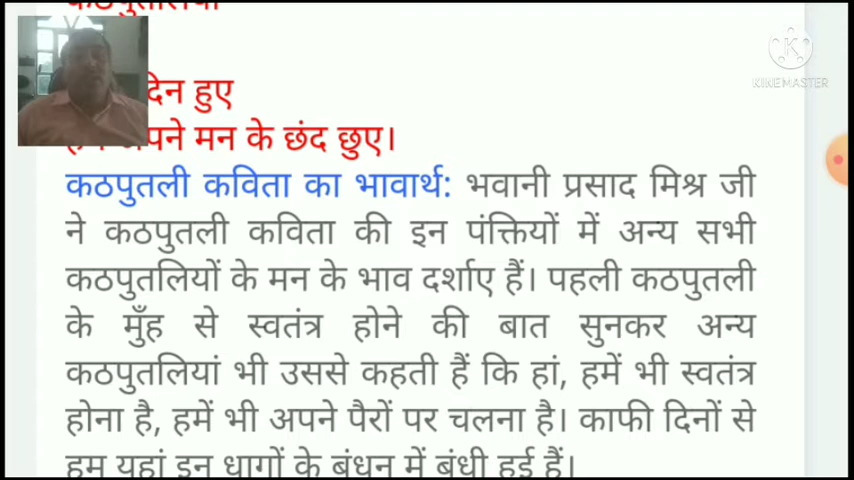 कठपुतलियाँ
KINEMASTER
दिन हुए
अपने मन के छंद छुए।
कठपुतली कविता का भावार्थ: भवानी प्रसाद मिश्र जी
ने कठपुतली कविता की इन पंक्तियों में अन्य सभी
कठपुतलियों के मन के भाव दर्शाए हैं। पहली कठपुतली
के मुँह से स्वतंत्र होने की बात सुनकर अन्य
कठपुतलियां भी उससे कहती हैं कि हां, हमें भी स्वतंत्र
होना है, हमें भी अपने पैरों पर चलना है। काफी दिनों से
हम यहां इन धागों के बंधन में बंधी हुई हैं।